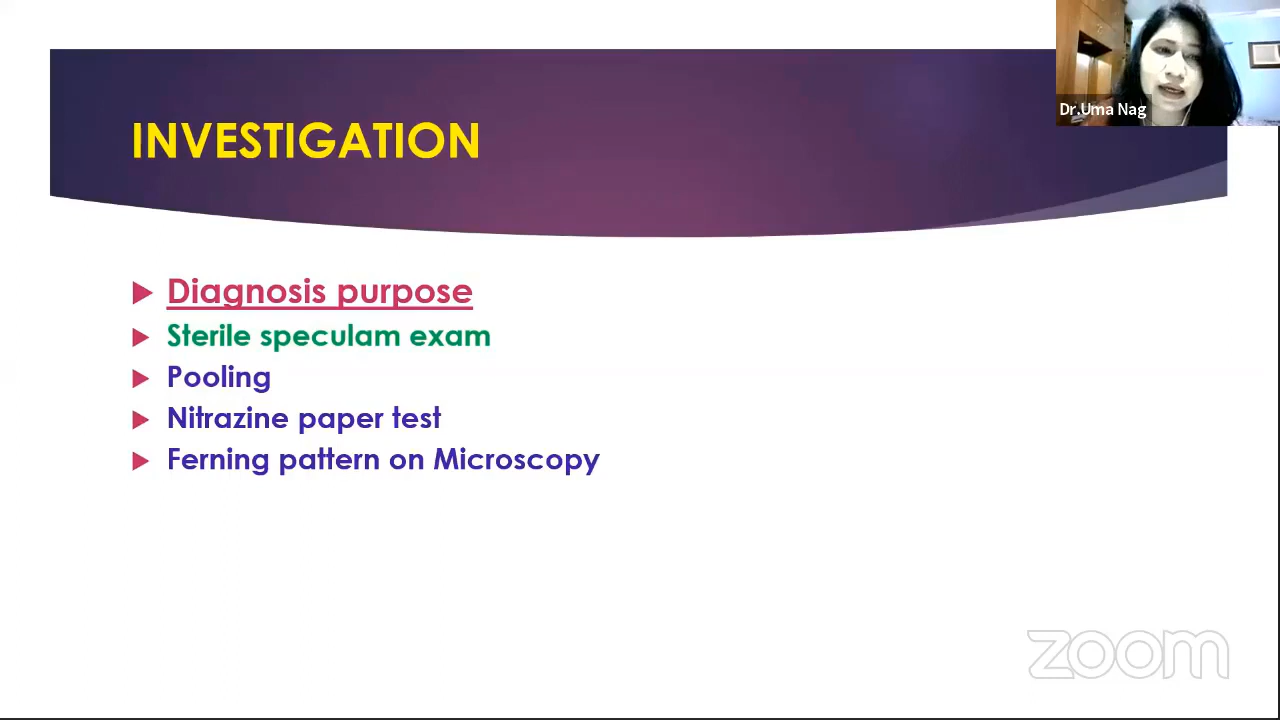 Dr.Uma Nag
INVESTIGATION
Diagnosis purpose
Sterile speculam exam
Pooling
Nitrazine paper test
Ferning pattern on Microscopy
zoom